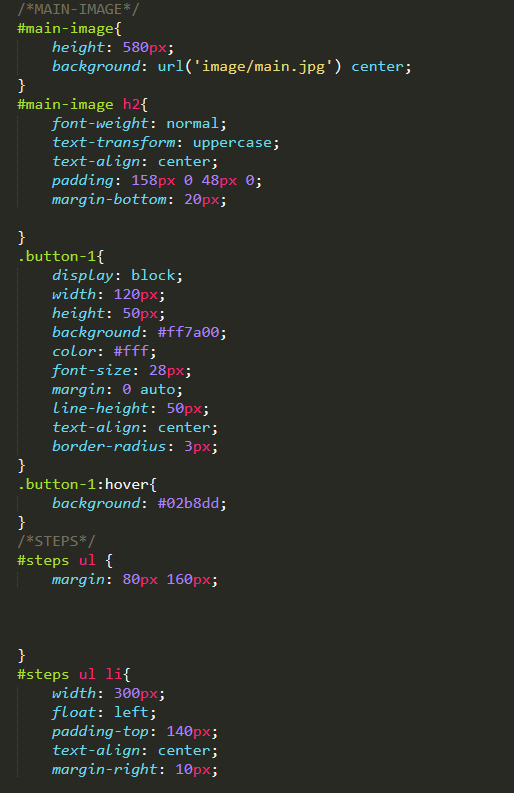 /*MAIN-IMAGE*/
#main-image{
    height: 580px;
    background: url('image/main.jpg') center;
}
#main-image h2{
    font-weight: normal;
    text-transform: uppercase;
    text-align: center;
    padding: 158px 0 48px 0;
    margin-bottom: 20px;

}
.button-1{
    display: block;
    width: 120px;
    height: 50px;
    background: #ff7a00;
    color: #fff;
    font-size: 28px;
    margin: 0 auto;
    line-height: 50px;
    text-align: center;
    border-radius: 3px;
}
.button-1:hover{
    background: #02b8dd;
}
/*STEPS*/
#steps ul {
    margin: 80px 160px;



}
#steps ul li{
    width: 300px;
    float: left;
    padding-top: 140px;
    text-align: center;
    margin-right: 10px;